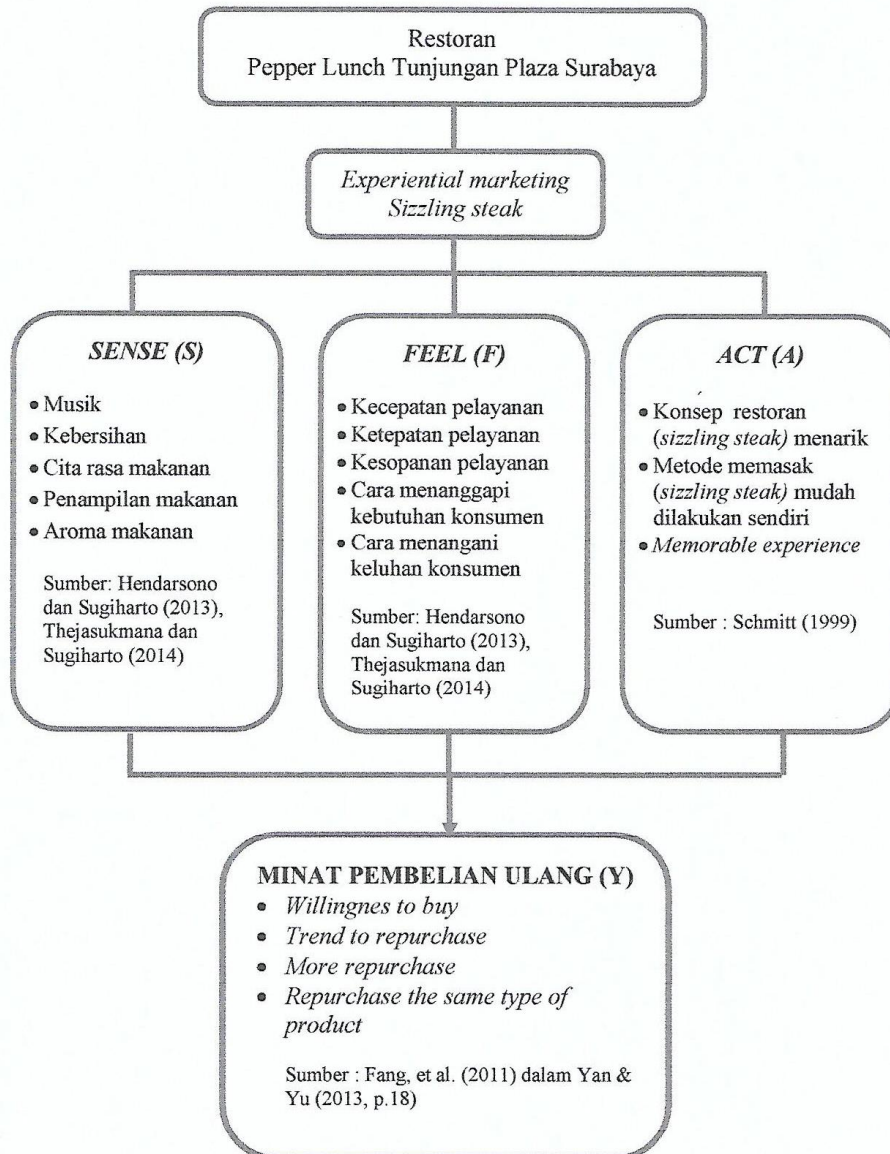 Restoran
Pepper Lunch Tunjungan Plaza Surabaya
Experiential marketing
Sizzling steak
SENSE (S)
• Musik
• Kebersihan
• Cita rasa makanan
• Penampilan makanan
• Aroma makanan
Sumber: Hendarsono
dan Sugiharto (2013),
Thejasukmana dan
Sugiharto (2014)
FEEL (F)
• Kecepatan pelayanan
• Ketepatan pelayanan
• Kesopanan pelayanan
• Cara menanggapi
kebutuhan konsumen
• Cara menangani
keluhan konsumen
Sumber: Hendarsono
dan Sugiharto (2013),
Thejasukmana dan
Sugiharto (2014)
ACT (A)
• Konsep restoran
(sizzling steak) menarik
• Metode memasak
(sizzling steak) mudah
dilakukan sendiri
• Memorable experience
Sumber : Schmitt (1999)
MINAT PEMBELIAN ULANG (Y)
• Willingnes to buy
• Trend to repurchase
• More repurchase
• Repurchase the same type of
product
Sumber : Fang, et al. (2011) dalam Yan &
Yu (2013, p.18)